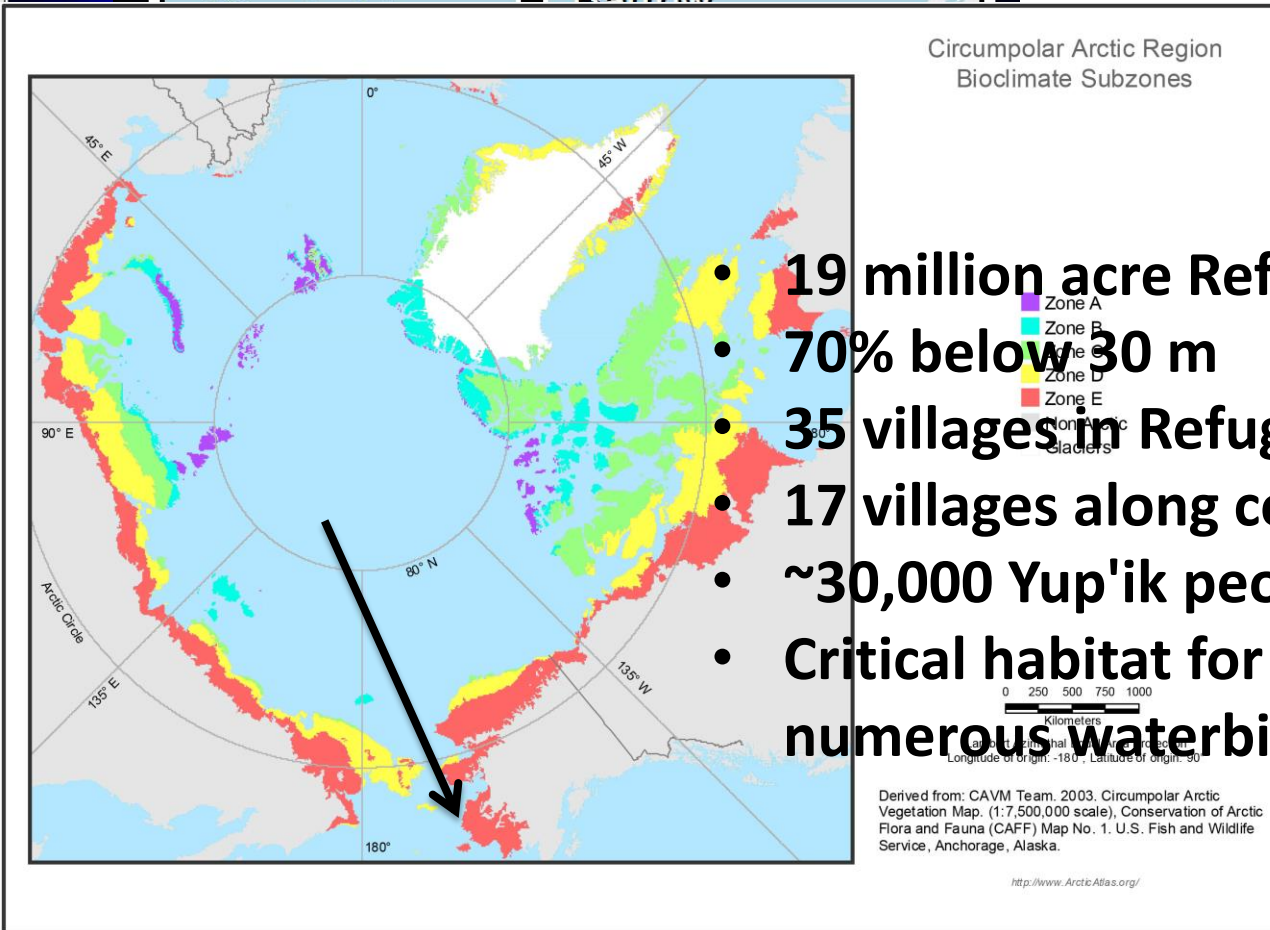 Circumpolar Arctic Region
Bioclimate Subzones
0°
45° E
45° W
• 19 million acre Ref
Zone A
Zone B
• 70% below 30 m
Zone D
Zone E
90° E
• 35 villages in Refug
Glaciers
• 17 villages along co
80° N
• ~30,000 Yup'ik peo
Arctic Circle
• Critical habitat for
135° E
135° W
0 250 500 750 1000
Kilometers
numerous waterbi
Longitude of origin: -180°, Latitude of origin: 90°
Derived from: CAVM Team. 2003. Circumpolar Arctic
Vegetation Map. (1:7,500,000 scale), Conservation of Arctic
Flora and Fauna (CAFF) Map No. 1. U.S. Fish and Wildlife
Service, Anchorage, Alaska.
180°
http://www.ArcticAtlas.org/